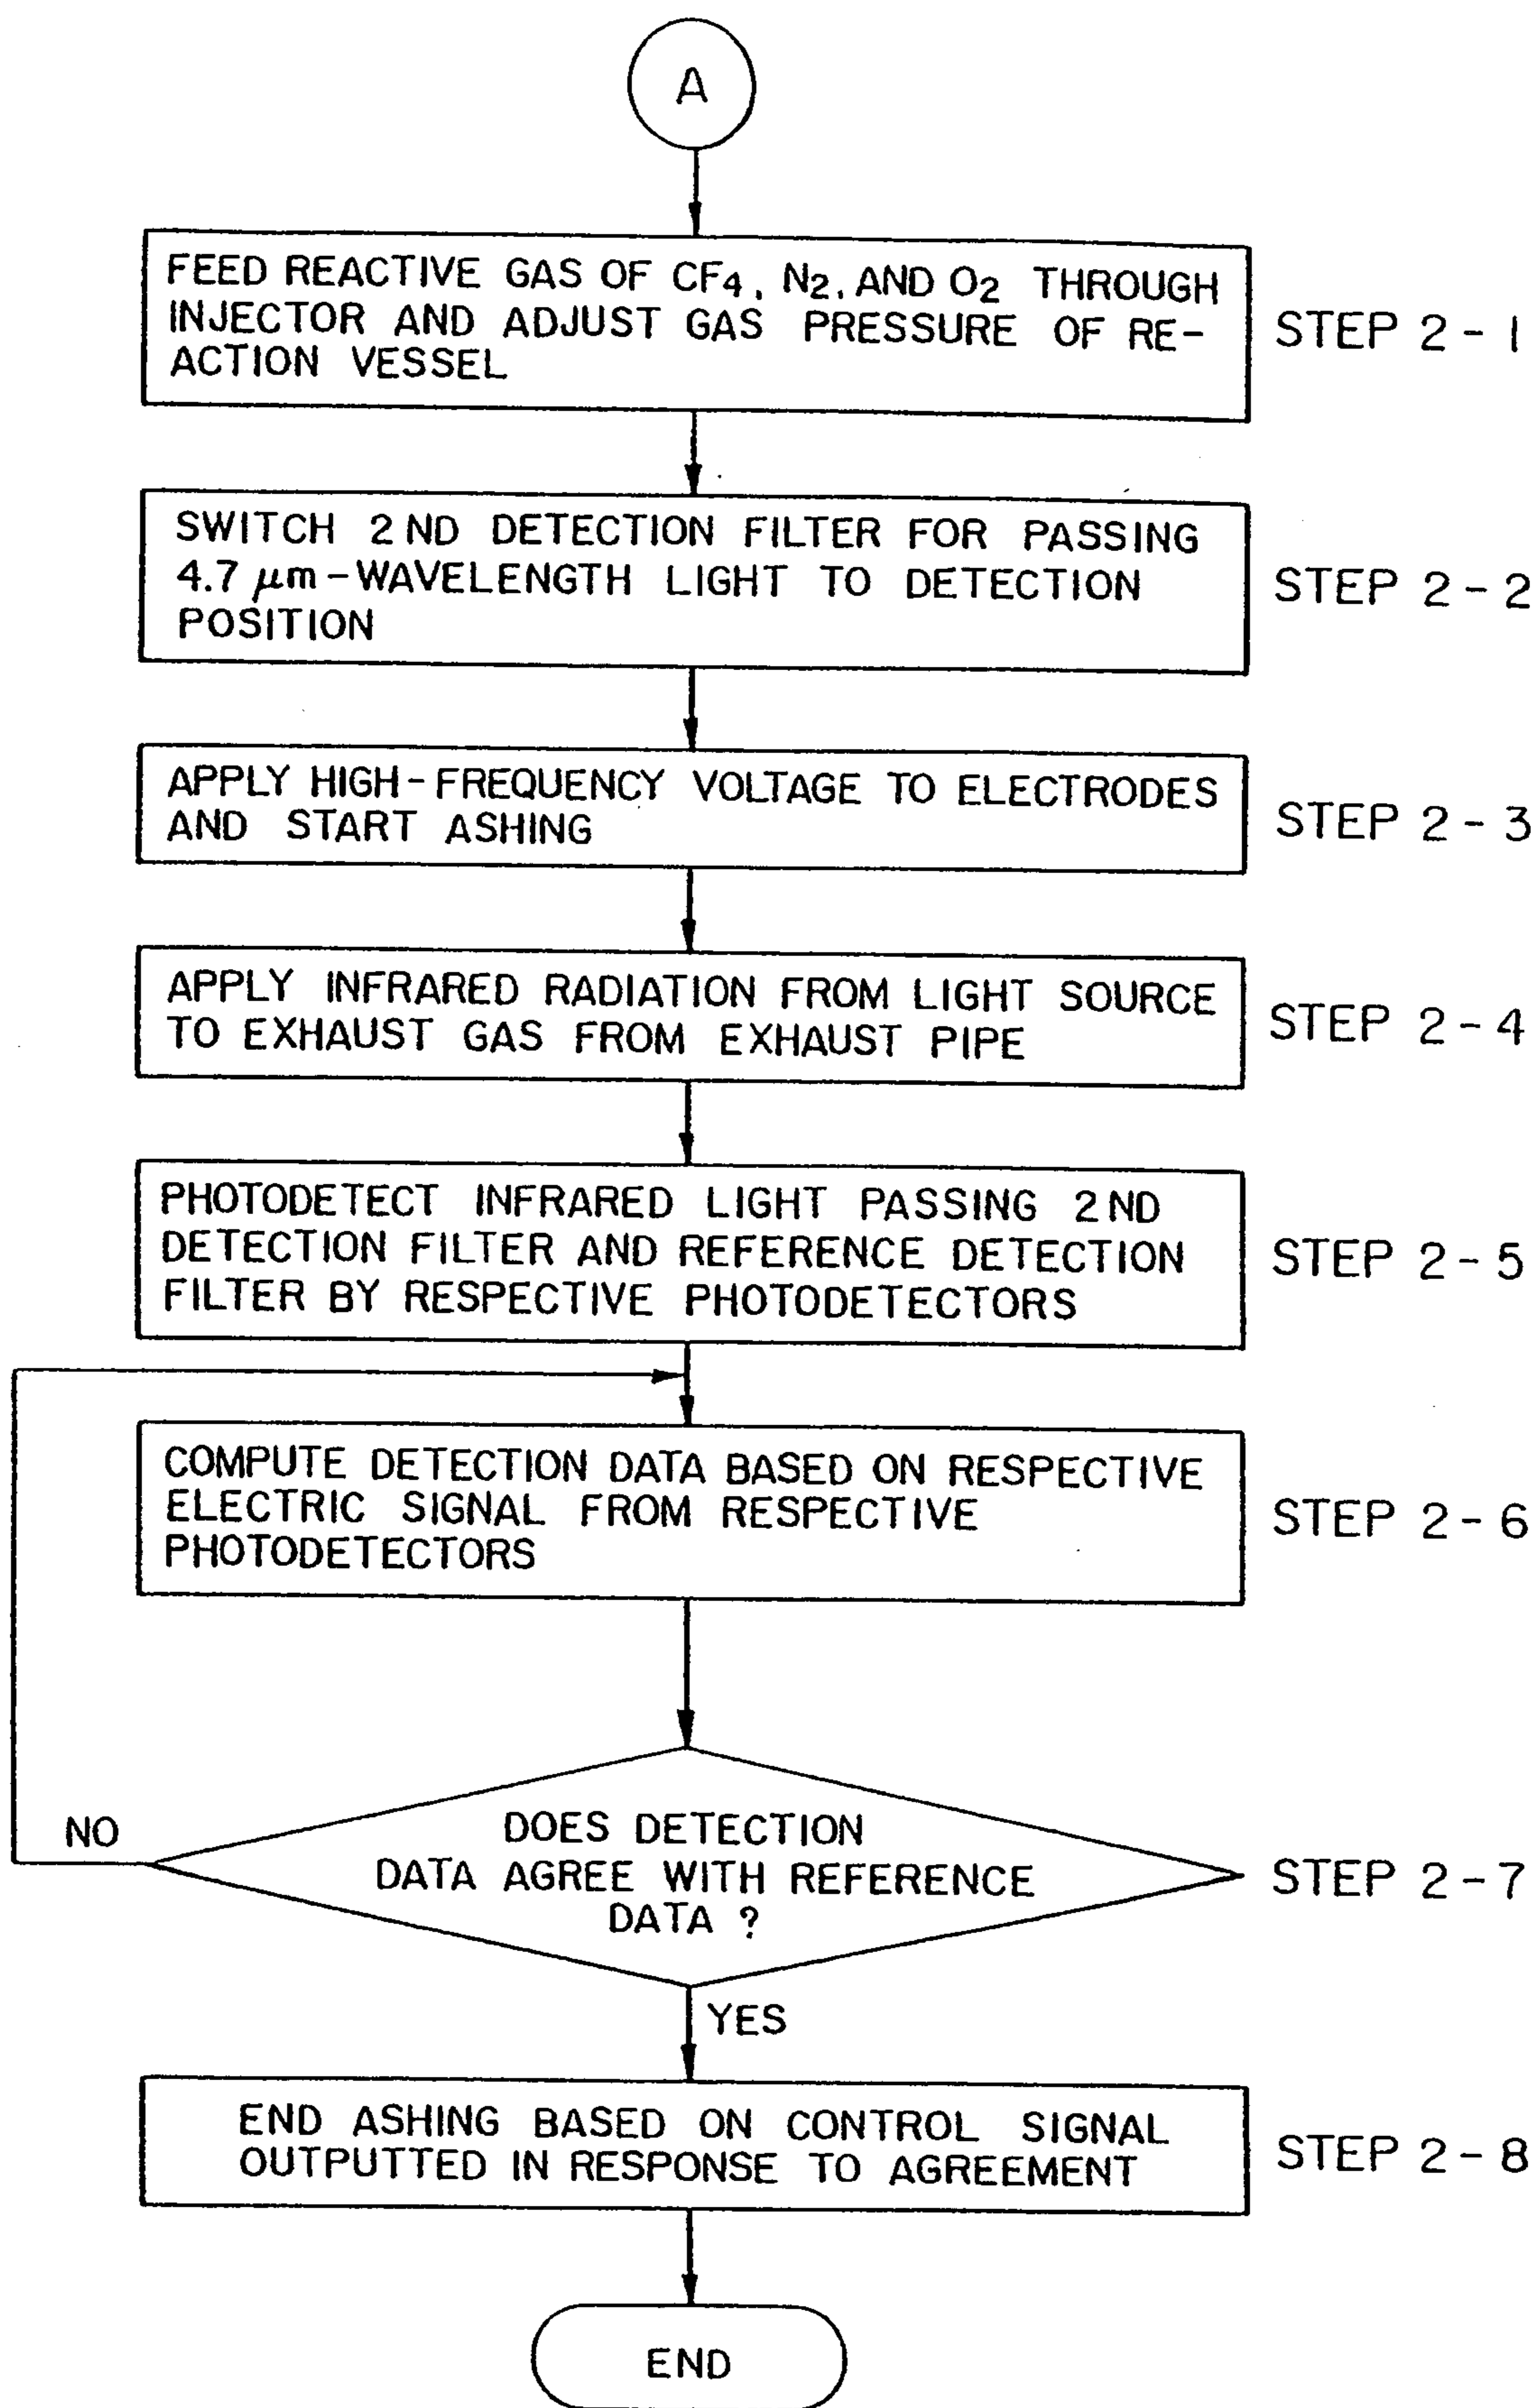 A
FEED REACTIVE GAS OF CF4, N2, AND O2 THROUGH
INJECTOR AND ADJUST GAS PRESSURE OF RE-
ACTION VESSEL
STEP 2-1
SWITCH 2ND DETECTION FILTER FOR PASSING
4.7 μm-WAVELENGTH LIGHT TO DETECTION
POSITION
STEP 2-2
APPLY HIGH-FREQUENCY VOLTAGE TO ELECTRODES
AND START ASHING
STEP 2-3
APPLY INFRARED RADIATION FROM LIGHT SOURCE
TO EXHAUST GAS FROM EXHAUST PIPE
STEP 2-4
PHOTODETECT INFRARED LIGHT PASSING 2ND
DETECTION FILTER AND REFERENCE DETECTION
FILTER BY RESPECTIVE PHOTODETECTORS
STEP 2-5
COMPUTE DETECTION DATA BASED ON RESPECTIVE
ELECTRIC SIGNAL FROM RESPECTIVE
PHOTODETECTORS
STEP 2-6
NO
DOES DETECTION
DATA AGREE WITH REFERENCE
DATA ?
STEP 2-7
YES
END ASHING BASED ON CONTROL SIGNAL
OUTPUTTED IN RESPONSE TO AGREEMENT
STEP 2-8
END